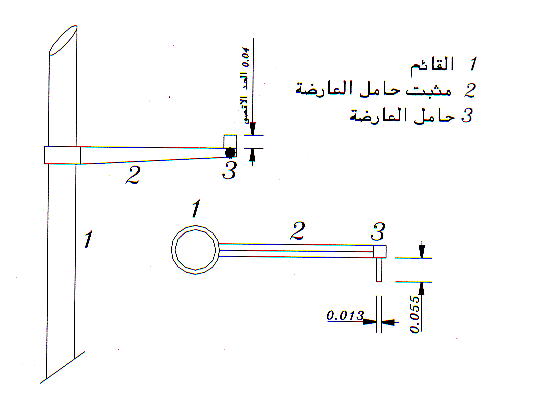 1 القائم
2 مثبت حامل العارضة
3 حامل العارضة
الحد الاقصى 0.04
2
3
1
1
2
3
0.013
0.055